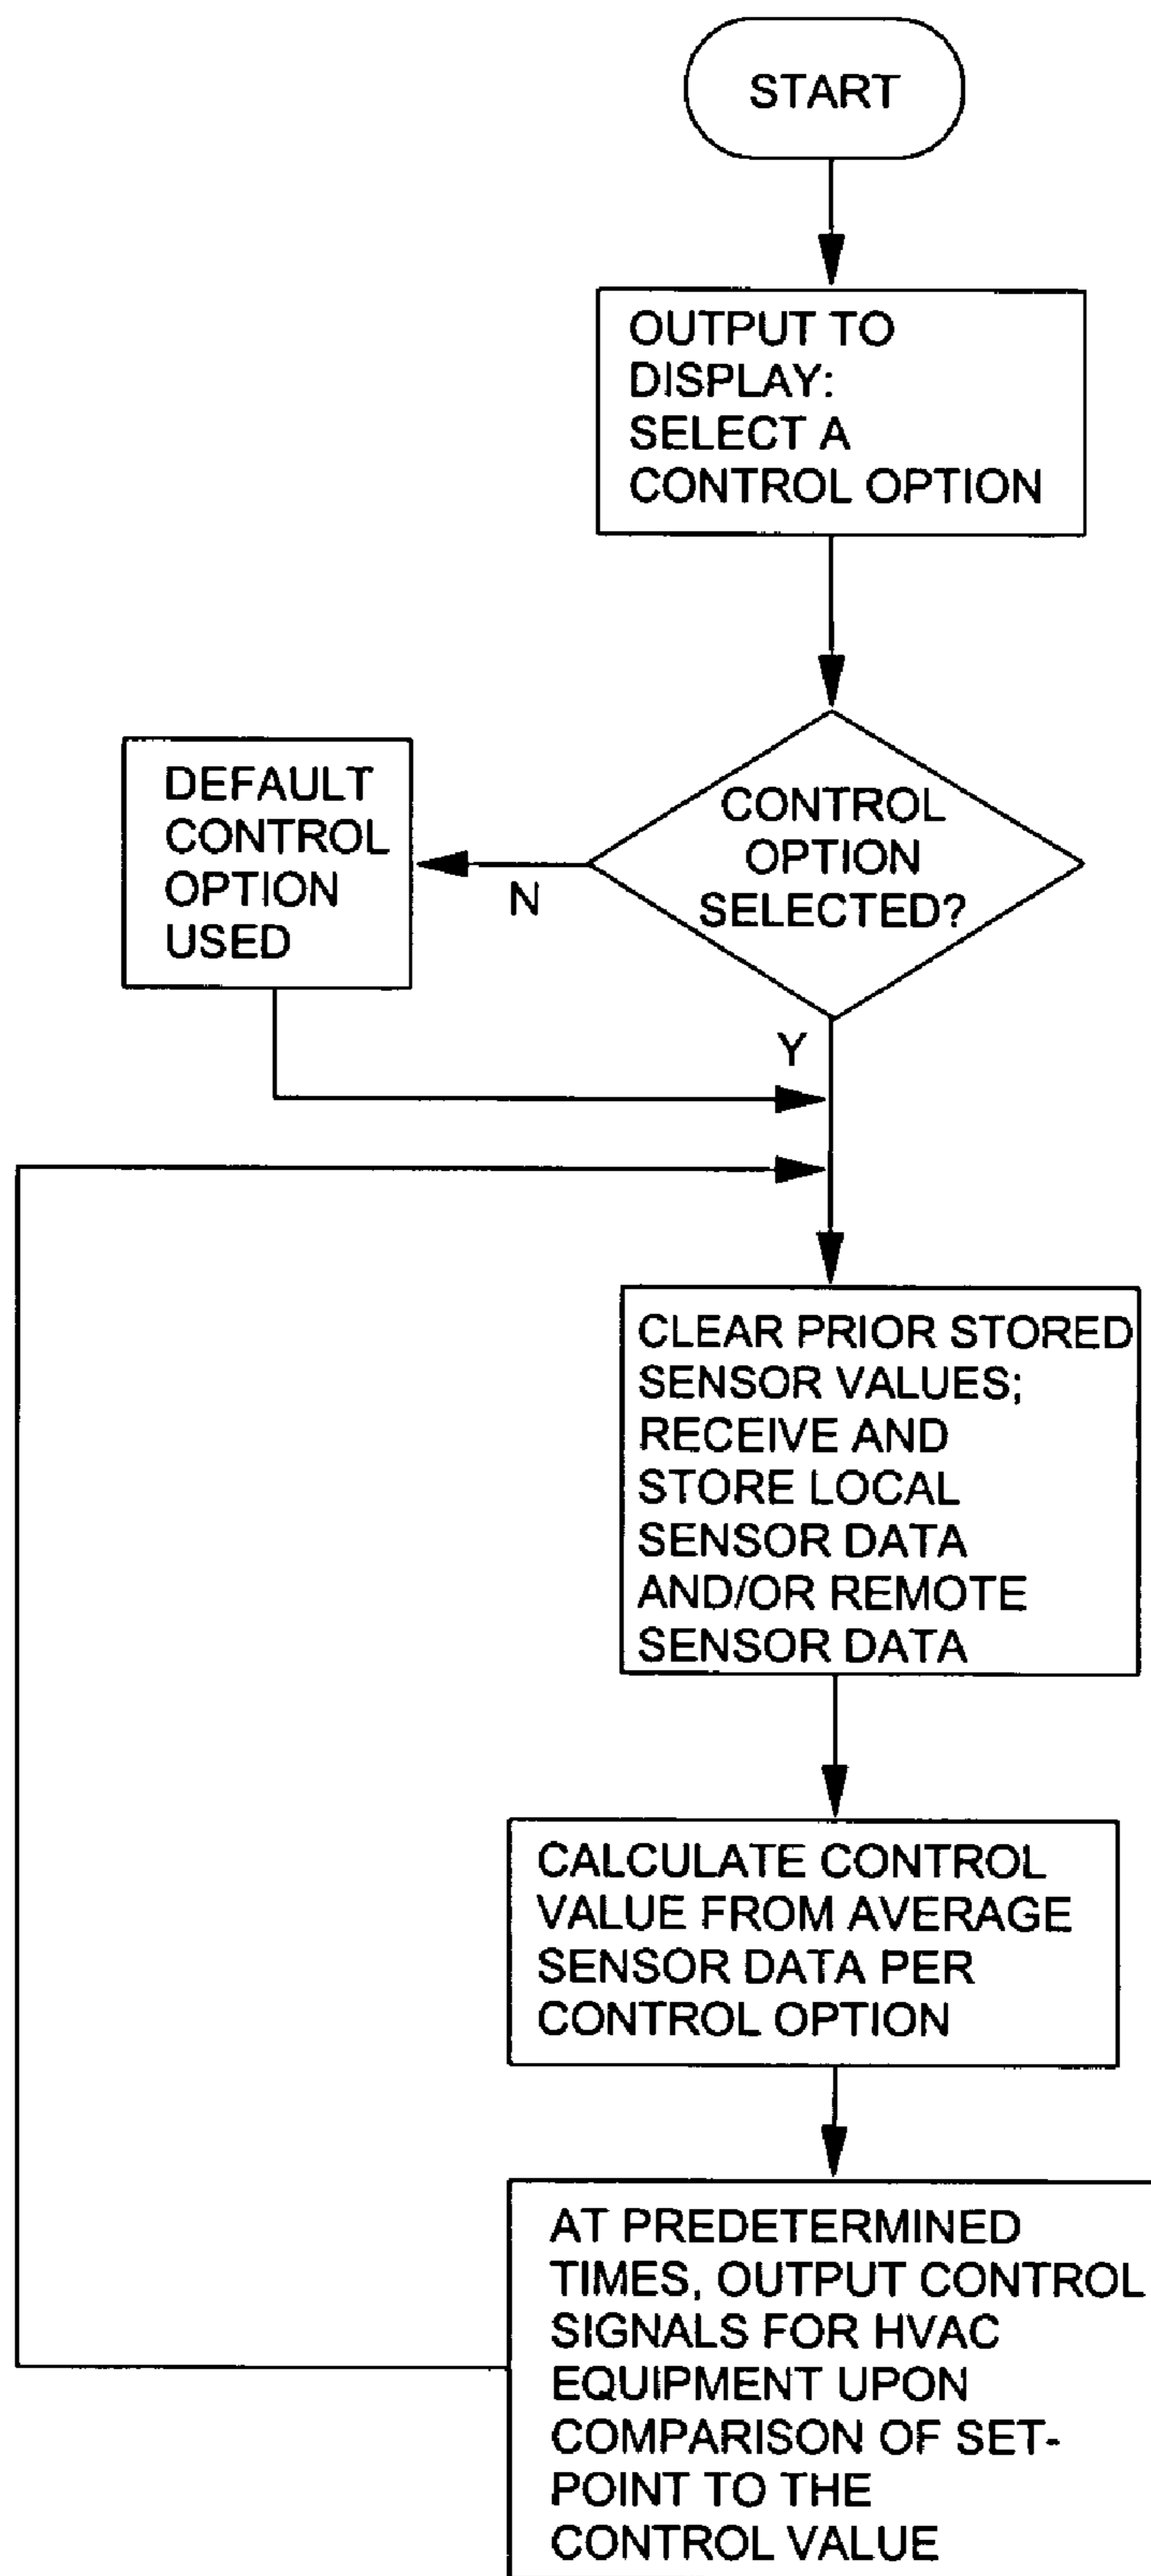 START
OUTPUT TO
DISPLAY:
SELECT A
CONTROL OPTION
CONTROL
OPTION
SELECTED?
N
DEFAULT
CONTROL
OPTION
USED
Y
CLEAR PRIOR STORED
SENSOR VALUES;
RECEIVE AND
STORE LOCAL
SENSOR DATA
AND/OR REMOTE
SENSOR DATA
CALCULATE CONTROL
VALUE FROM AVERAGE
SENSOR DATA PER
CONTROL OPTION
AT PREDETERMINED
TIMES, OUTPUT CONTROL
SIGNALS FOR HVAC
EQUIPMENT UPON
COMPARISON OF SET-
POINT TO THE
CONTROL VALUE